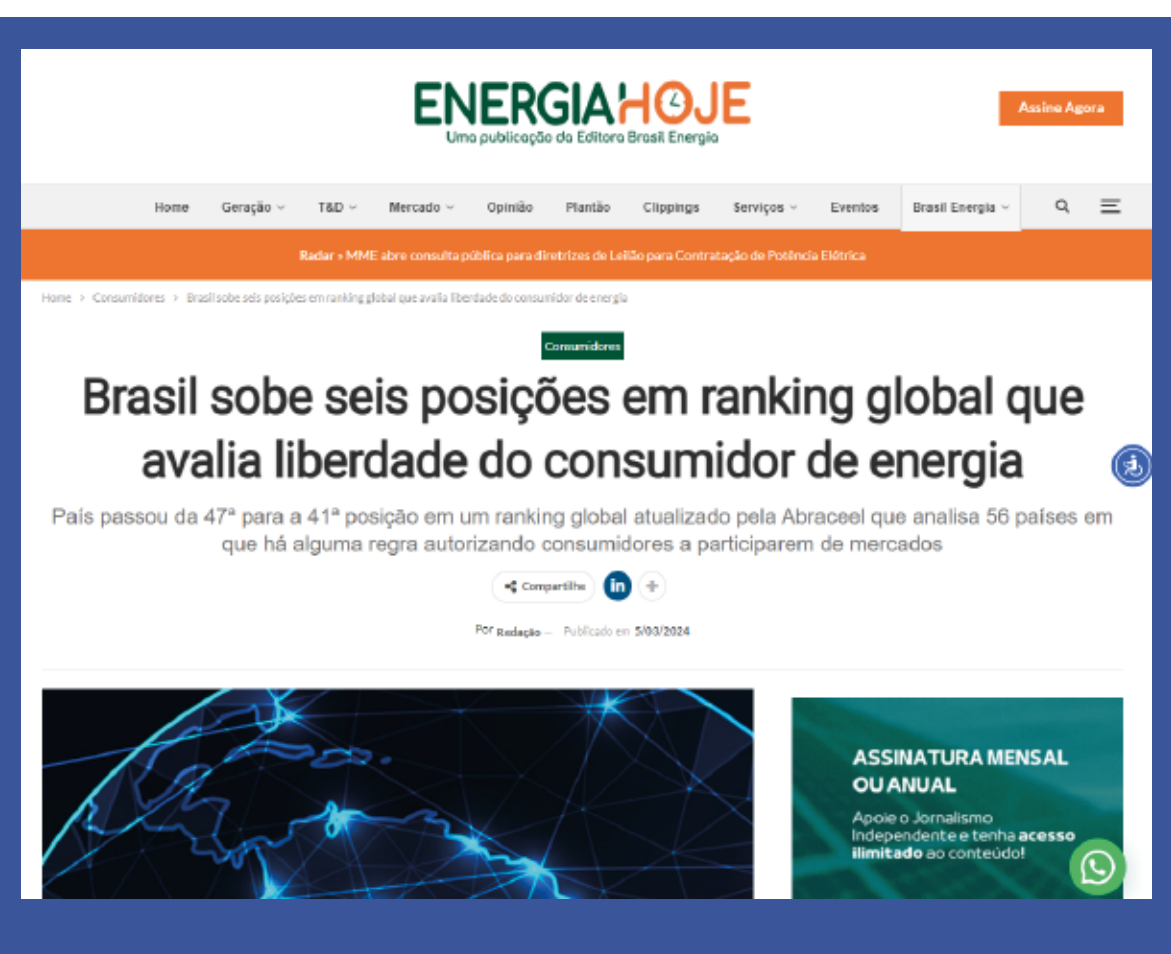 ENERGIAHOJE
Uma publicação da Editora Brasil Energia
Assine Agora
Home Geração T&D Mercado Opinião Plantão Clippings Serviços Eventos Brasil Energia
Radar » MME abre consulta pública para diretrizes de Leilão para Contratação de Potência Elétrica
Home > Consumidores > Brasil sobe seis posições em ranking global que avalia liberdade do consumidor de energia
Consumidores
Brasil sobe seis posições em ranking global que
avalia liberdade do consumidor de energia
País passou da 47ª para a 41ª posição em um ranking global atualizado pela Abraceel que analisa 56 países em
que há alguma regra autorizando consumidores a participarem de mercados
Compartilhe in +
Por Redação — Publicado em 5/03/2024
ASSINATURA MENSAL
OU ANUAL
Apoie o Jornalismo
Independente e tenha acesso
ilimitado ao conteúdo!